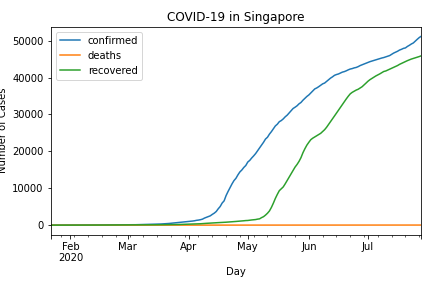 COVID-19 in Singapore
confirmed
deaths
recovered
50000
40000
30000
20000
10000
0
Number of Cases
Feb Mar Apr May Jun Jul
2020
Day